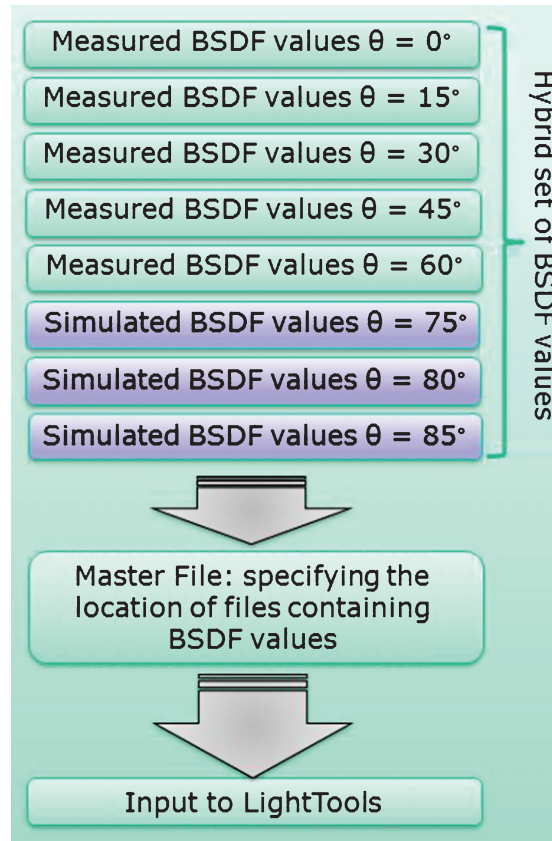 Measured BSDF values θ = 0°
Measured BSDF values θ = 15°
Measured BSDF values θ = 30°
Measured BSDF values θ = 45°
Measured BSDF values θ = 60°
Simulated BSDF values θ = 75°
Simulated BSDF values θ = 80°
Simulated BSDF values θ = 85°
Hybrid set of BSDF values
Master File: specifying the
location of files containing
BSDF values
Input to LightTools